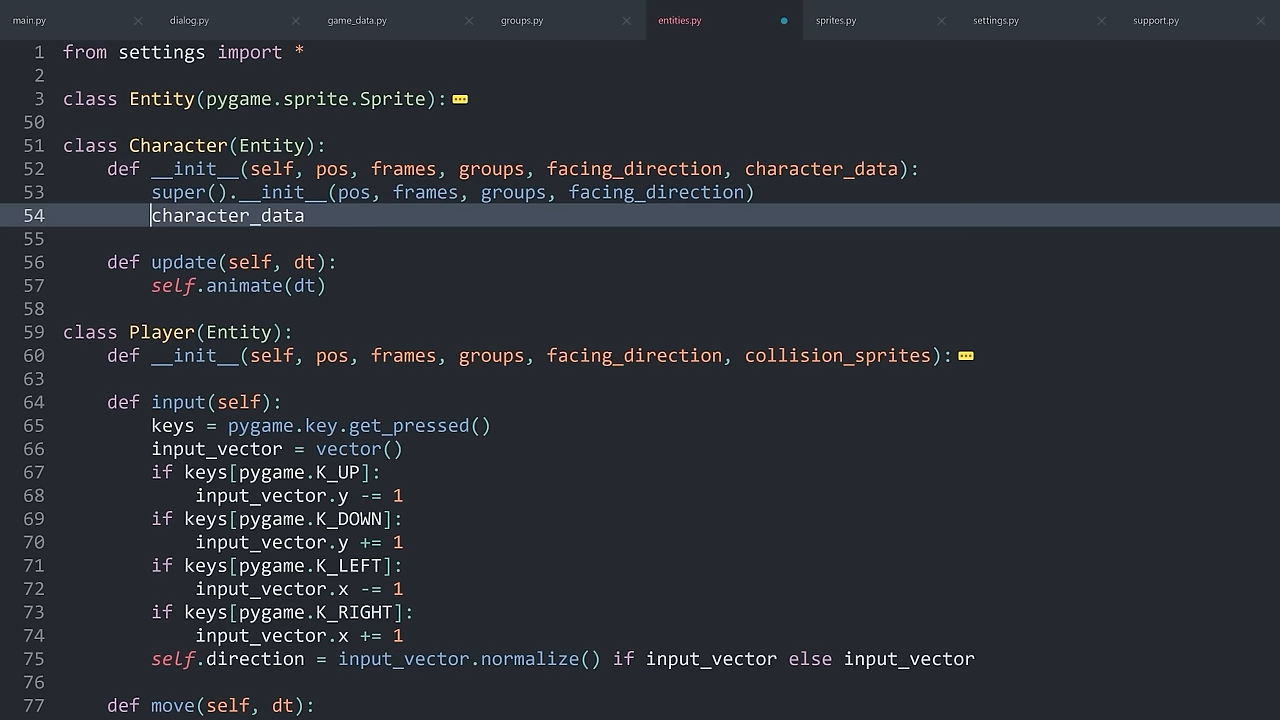 main.py dialog.py game_data.py groups.py entities.py sprites.py settings.py support.py
1 from settings import *
2
3 class Entity(pygame.sprite.Sprite):
50
51 class Character(Entity):
52     def __init__(self, pos, frames, groups, facing_direction, character_data):
53         super().__init__(pos, frames, groups, facing_direction)
54         character_data
55
56     def update(self, dt):
57         self.animate(dt)
58
59 class Player(Entity):
60     def __init__(self, pos, frames, groups, facing_direction, collision_sprites):
63
64     def input(self):
65         keys = pygame.key.get_pressed()
66         input_vector = vector()
67         if keys[pygame.K_UP]:
68             input_vector.y -= 1
69         if keys[pygame.K_DOWN]:
70             input_vector.y += 1
71         if keys[pygame.K_LEFT]:
72             input_vector.x -= 1
73         if keys[pygame.K_RIGHT]:
74             input_vector.x += 1
75         self.direction = input_vector.normalize() if input_vector else input_vector
76
77     def move(self, dt):